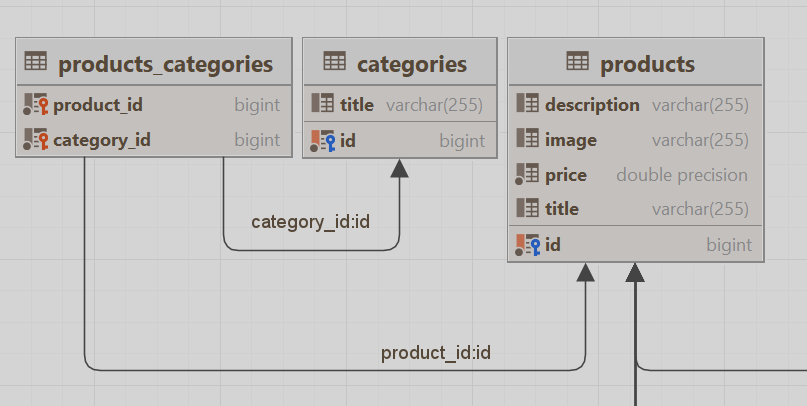 products_categories
product_id bigint
category_id bigint
categories
title varchar(255)
id bigint
products
description varchar(255)
image varchar(255)
price double precision
title varchar(255)
id bigint
category_id:id
product_id:id